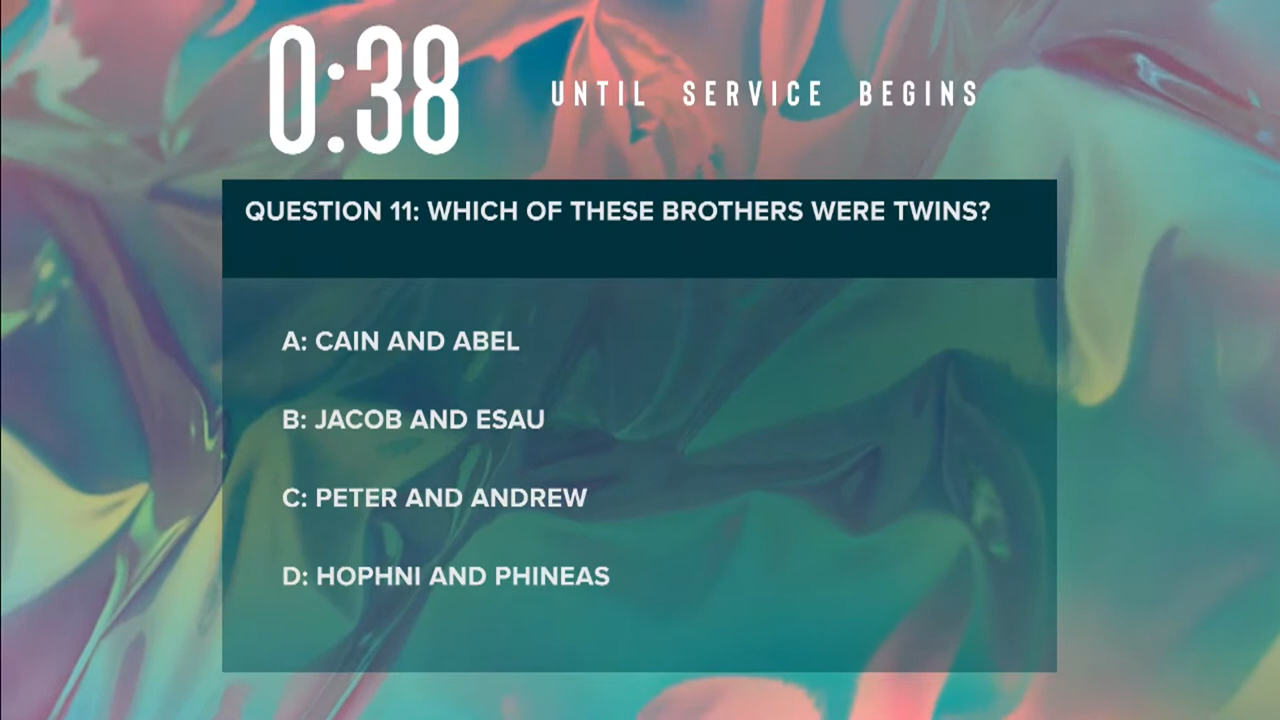 0:38 UNTIL SERVICE BEGINS
QUESTION 11: WHICH OF THESE BROTHERS WERE TWINS?
A: CAIN AND ABEL
B: JACOB AND ESAU
C: PETER AND ANDREW
D: HOPHNI AND PHINEAS